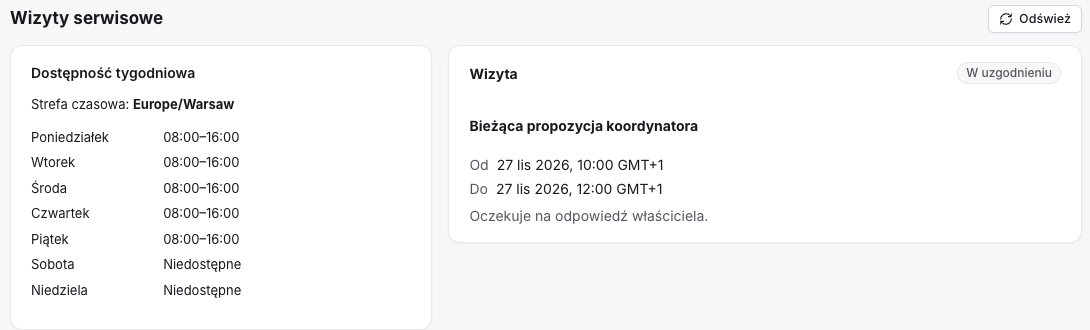 Wizyty serwisowe
Odśwież
Dostępność tygodniowa
Strefa czasowa: Europe/Warsaw
Poniedziałek 08:00–16:00
Wtorek 08:00–16:00
Środa 08:00–16:00
Czwartek 08:00–16:00
Piątek 08:00–16:00
Sobota Niedostępne
Niedziela Niedostępne
Wizyta
W uzgodnieniu
Bieżąca propozycja koordynatora
Od 27 lis 2026, 10:00 GMT+1
Do 27 lis 2026, 12:00 GMT+1
Oczekuje na odpowiedź właściciela.